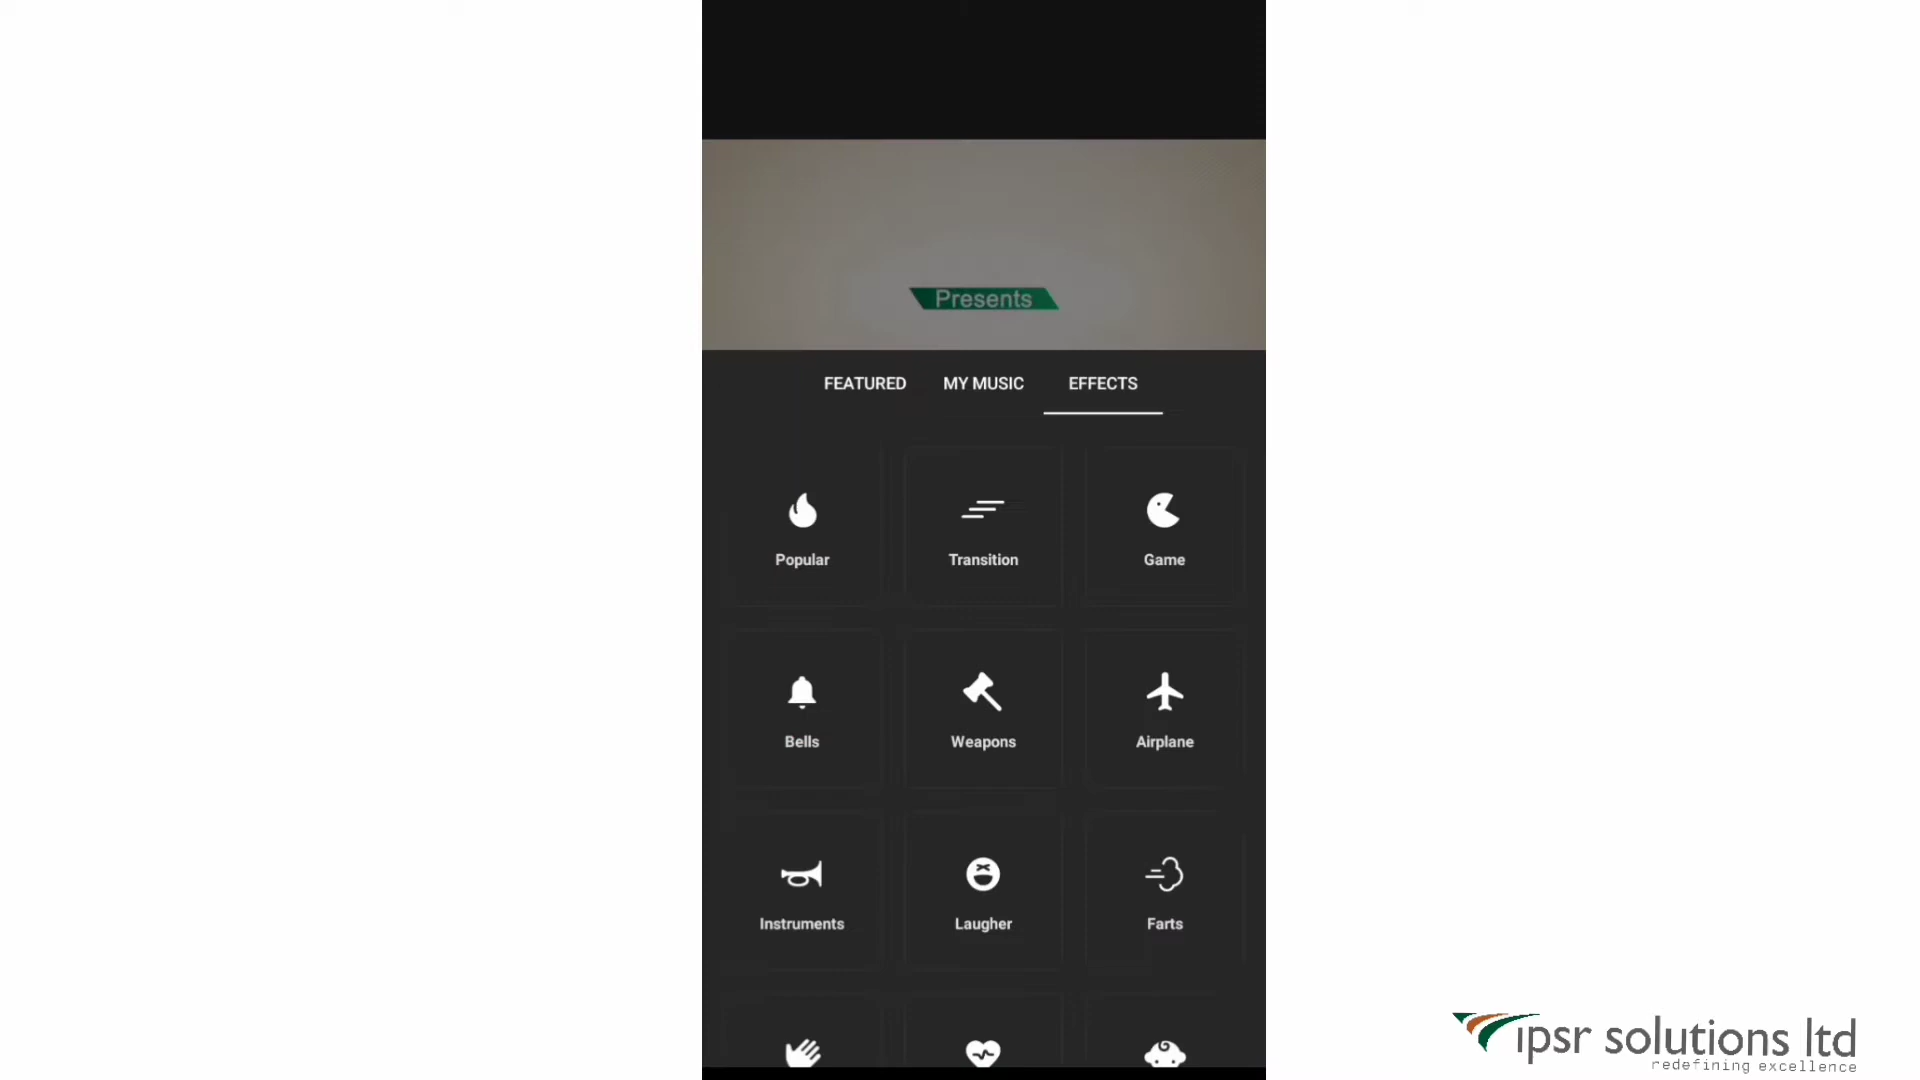 Presents
FEATURED MY MUSIC EFFECTS
Popular Transition Game
Bells Weapons Airplane
Instruments Laugher Farts
ipsr solutions ltd
redefining excellence